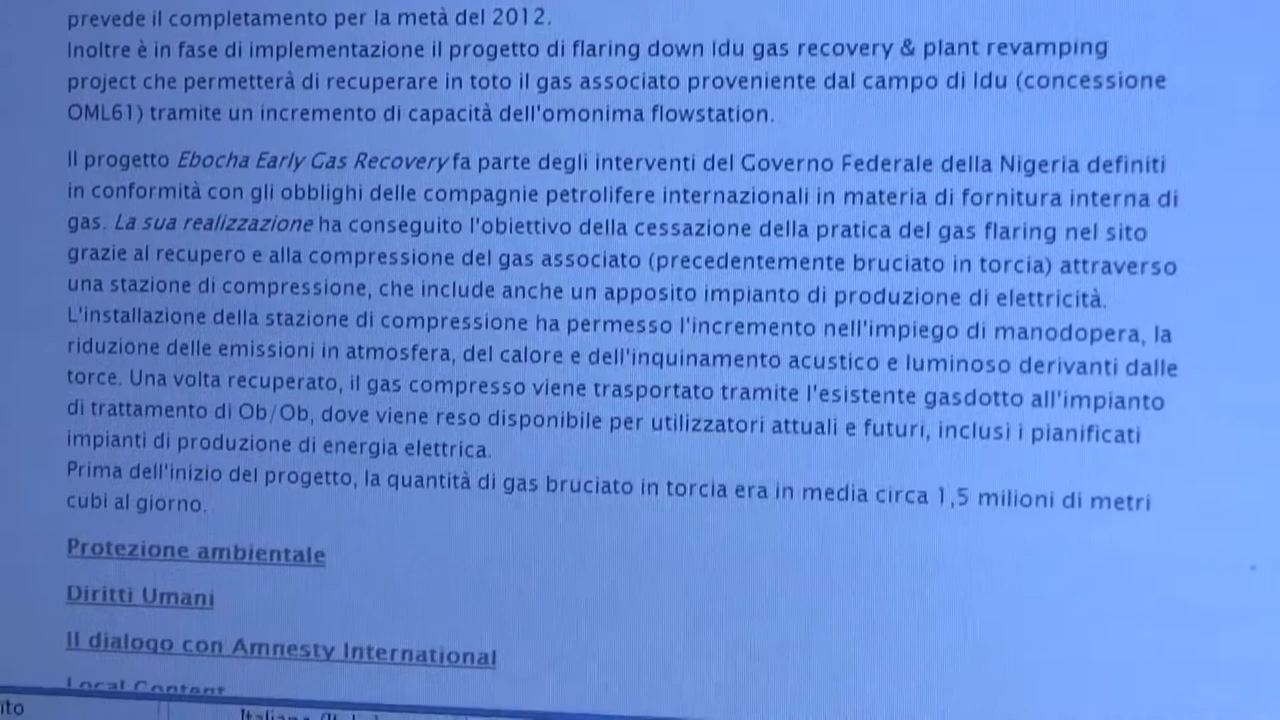 prevede il completamento per la metà del 2012.
Inoltre è in fase di implementazione il progetto di flaring down Idu gas recovery & plant revamping
project che permetterà di recuperare in toto il gas associato proveniente dal campo di Idu (concessione
OML61) tramite un incremento di capacità dell'omonima flowstation.
Il progetto Ebocha Early Gas Recovery fa parte degli interventi del Governo Federale della Nigeria definiti
in conformità con gli obblighi delle compagnie petrolifere internazionali in materia di fornitura interna di
gas. La sua realizzazione ha conseguito l'obiettivo della cessazione della pratica del gas flaring nel sito
grazie al recupero e alla compressione del gas associato (precedentemente bruciato in torcia) attraverso
una stazione di compressione, che include anche un apposito impianto di produzione di elettricità.
L'installazione della stazione di compressione ha permesso l'incremento nell'impiego di manodopera, la
riduzione delle emissioni in atmosfera, del calore e dell'inquinamento acustico e luminoso derivanti dalle
torce. Una volta recuperato, il gas compresso viene trasportato tramite l'esistente gasdotto all'impianto
di trattamento di Ob/Ob, dove viene reso disponibile per utilizzatori attuali e futuri, inclusi i pianificati
impianti di produzione di energia elettrica.
Prima dell'inizio del progetto, la quantità di gas bruciato in torcia era in media circa 1,5 milioni di metri
cubi al giorno.
Protezione ambientale
Diritti Umani
Il dialogo con Amnesty International
Local Content